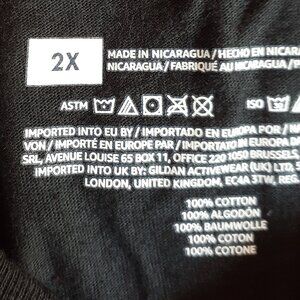 2X
MADE IN NICARAGUA / HECHO EN NICAR
NICARAGUA / FABRIQUÉ AU NICARAGUA /
ASTM
ISO
IMPORTED INTO EU BY / IMPORTADO EN EUROPA POR /
VON / IMPORTÉ EN EUROPE PAR / IMPORTATO IN EUROPA DA
SRL, AVENUE LOUISE 65 BOX 11, OFFICE 220 1050 BRUSSELS
IMPORTED INTO UK BY: GILDAN ACTIVEWEAR (UK) LTD.
LONDON, UNITED KINGDOM, EC4A 3TW, REG.
100% COTTON
100% ALGODÓN
100% BAUMWOLLE
100% COTON
100% COTONE